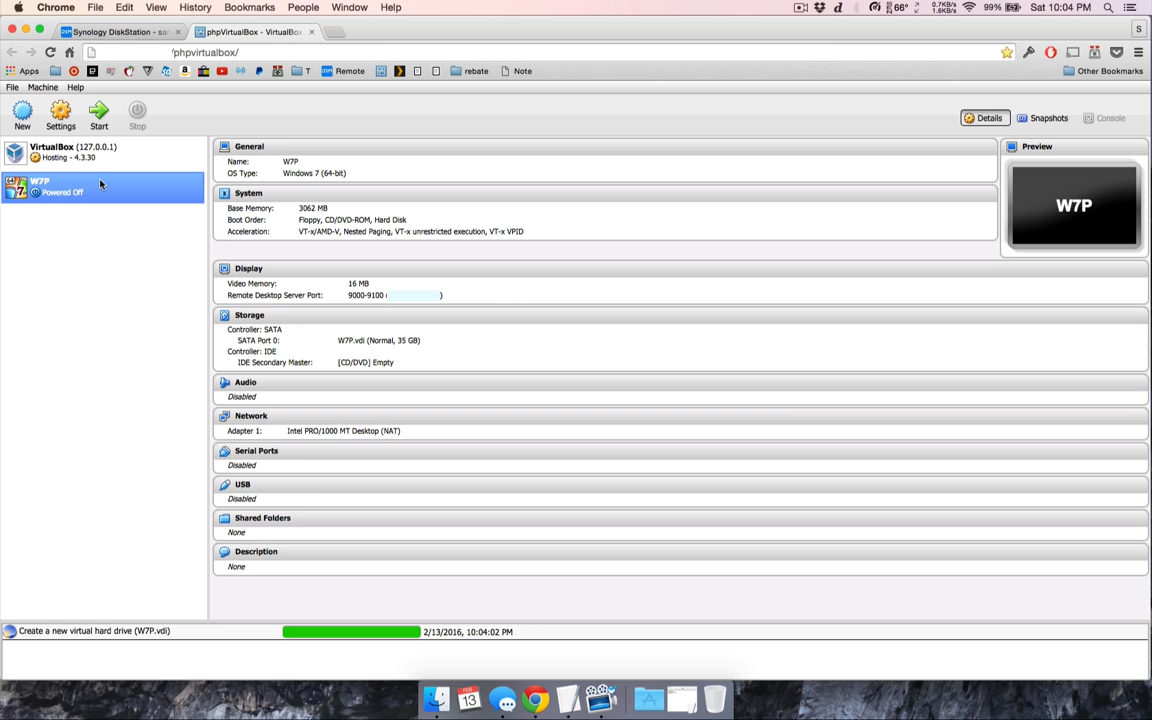 Chrome File Edit View History Bookmarks People Window Help 66° 0.7KB/s 1.6KB/s 99% Sat 10:04 PM
Synology DiskStation - phpVirtualBox - VirtualBox S
/phpvirtualbox/
Apps T Remote rebate Note Other Bookmarks
File Machine Help
New Settings Start Stop Details Snapshots Console
VirtualBox (127.0.0.1)
Hosting - 4.3.30
W7P
Powered Off
General
Name: W7P
OS Type: Windows 7 (64-bit)
System
Base Memory: 3062 MB
Boot Order: Floppy, CD/DVD-ROM, Hard Disk
Acceleration: VT-x/AMD-V, Nested Paging, VT-x unrestricted execution, VT-x VPID
Preview
W7P
Display
Video Memory: 16 MB
Remote Desktop Server Port: 9000-9100 ( )
Storage
Controller: SATA
SATA Port 0: W7P.vdi (Normal, 35 GB)
Controller: IDE
IDE Secondary Master: [CD/DVD] Empty
Audio
Disabled
Network
Adapter 1: Intel PRO/1000 MT Desktop (NAT)
Serial Ports
Disabled
USB
Disabled
Shared Folders
None
Description
None
Create a new virtual hard drive (W7P.vdi) 2/13/2016, 10:04:02 PM
FEB
13